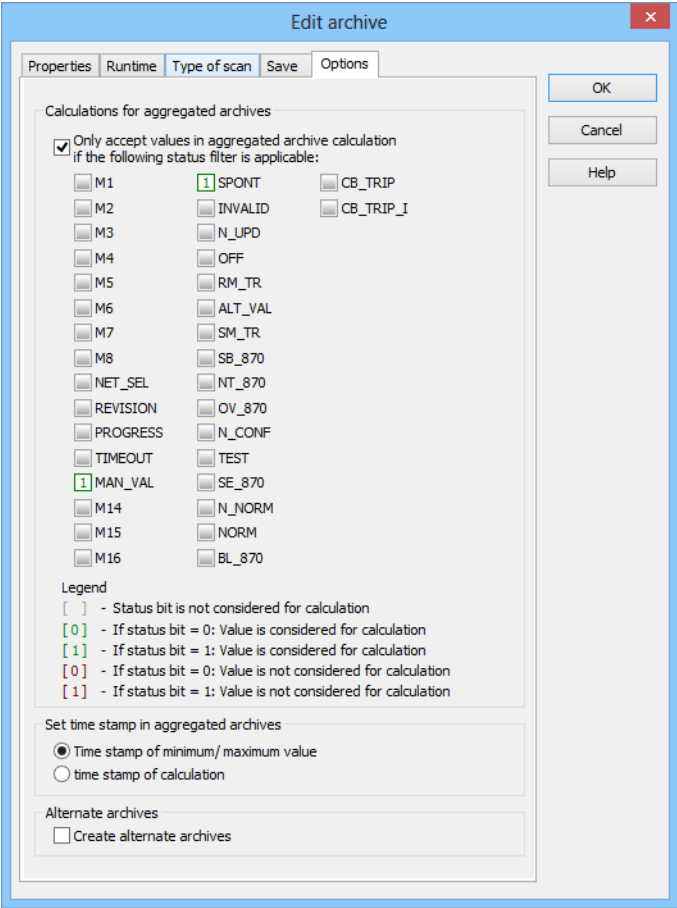 Edit archive
×
Properties Runtime Type of scan Save Options
OK
Cancel
Help
Calculations for aggregated archives
Only accept values in aggregated archive calculation
if the following status filter is applicable:
M1 1 SPONT CB_TRIP
M2 INVALID CB_TRIP_I
M3 N_UPD
M4 OFF
M5 RM_TR
M6 ALT_VAL
M7 SM_TR
M8 SB_870
NET_SEL NT_870
REVISION OV_870
PROGRESS N_CONF
TIMEOUT TEST
1 MAN_VAL SE_870
M14 N_NORM
M15 NORM
M16 BL_870
Legend
[ ] - Status bit is not considered for calculation
[0] - If status bit = 0: Value is considered for calculation
[1] - If status bit = 1: Value is considered for calculation
[0] - If status bit = 0: Value is not considered for calculation
[1] - If status bit = 1: Value is not considered for calculation
Set time stamp in aggregated archives
Time stamp of minimum/ maximum value
time stamp of calculation
Alternate archives
Create alternate archives